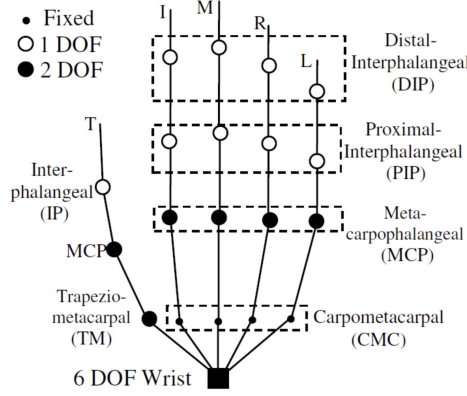 Fixed
1 DOF
2 DOF
I
M
R
L
T
Distal-
Interphalangeal
(DIP)
Proximal-
Interphalangeal
(PIP)
Inter-
phalangeal
(IP)
MCP
Meta-
carpophalangeal
(MCP)
Trapezio-
metacarpal
(TM)
Carpometacarpal
(CMC)
6 DOF Wrist